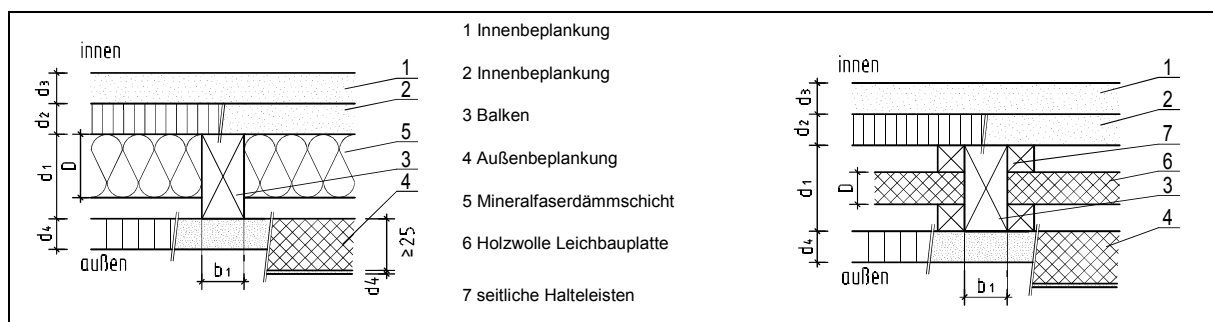 innen
d3
d2
d1
D
d4
außen
b1
≥25
d4
1
2
5
3
4
1 Innenbeplankung
2 Innenbeplankung
3 Balken
4 Außenbeplankung
5 Mineralfaserdämmschicht
6 Holzwolle Leichbauplatte
7 seitliche Halteleisten
innen
d3
d2
d1
D
d4
außen
b1
1
2
7
6
3
4